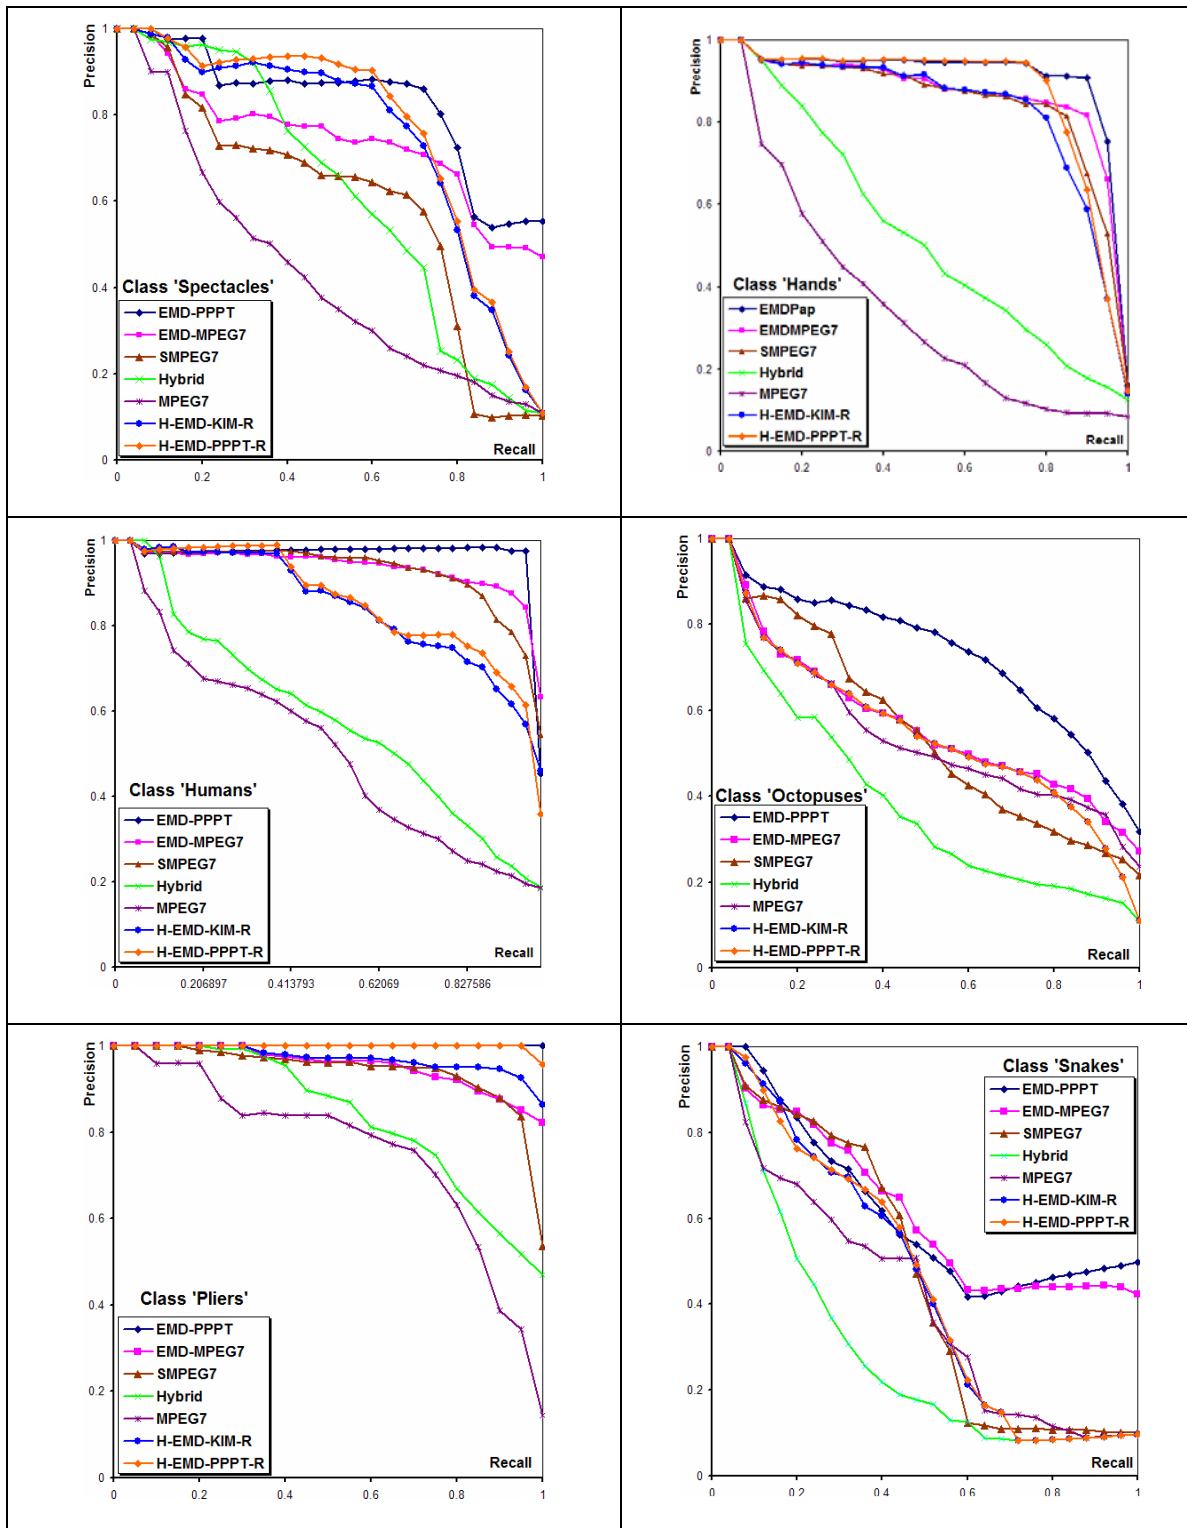 Precision
1
0.8
0.6
0.4
0.2
0
Class 'Spectacles'
EMD-PPPT
EMD-MPEG7
SMPEG7
Hybrid
MPEG7
H-EMD-KIM-R
H-EMD-PPPT-R
Recall
0 0.2 0.4 0.6 0.8 1
Precision
1
0.8
0.6
0.4
0.2
0
Class 'Hands'
EMDPap
EMDMPEG7
SMPEG7
Hybrid
MPEG7
H-EMD-KIM-R
H-EMD-PPPT-R
Recall
0 0.2 0.4 0.6 0.8 1
Precision
1
0.8
0.6
0.4
0.2
0
Class 'Humans'
EMD-PPPT
EMD-MPEG7
SMPEG7
Hybrid
MPEG7
H-EMD-KIM-R
H-EMD-PPPT-R
Recall
0 0.206897 0.413793 0.62069 0.827586
Precision
1
0.8
0.6
0.4
0.2
0
Class 'Octopuses'
EMD-PPPT
EMD-MPEG7
SMPEG7
Hybrid
MPEG7
H-EMD-KIM-R
H-EMD-PPPT-R
Recall
0 0.2 0.4 0.6 0.8 1
Precision
1
0.8
0.6
0.4
0.2
0
Class 'Pliers'
EMD-PPPT
EMD-MPEG7
SMPEG7
Hybrid
MPEG7
H-EMD-KIM-R
H-EMD-PPPT-R
Recall
0 0.2 0.4 0.6 0.8 1
Precision
1
0.8
0.6
0.4
0.2
0
Class 'Snakes'
EMD-PPPT
EMD-MPEG7
SMPEG7
Hybrid
MPEG7
H-EMD-KIM-R
H-EMD-PPPT-R
Recall
0 0.2 0.4 0.6 0.8 1